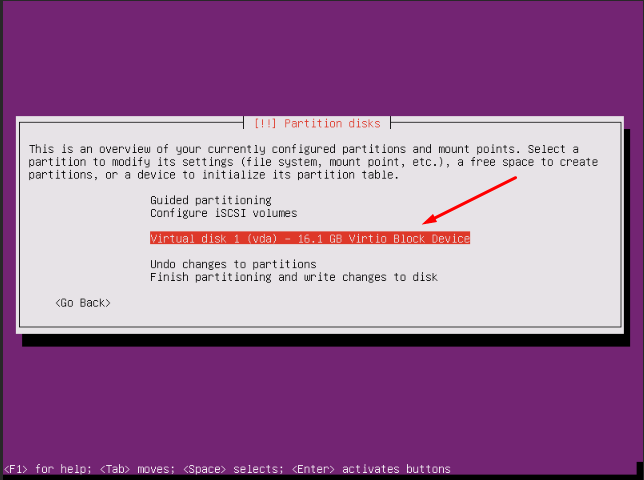 [!!] Partition disks
This is an overview of your currently configured partitions and mount points. Select a
partition to modify its settings (file system, mount point, etc.), a free space to create
partitions, or a device to initialize its partition table.
Guided partitioning
Configure iSCSI volumes
Virtual disk 1 (vda) - 16.1 GB Virtio Block Device
Undo changes to partitions
Finish partitioning and write changes to disk
<Go Back>
<F1> for help; <Tab> moves; <Space> selects; <Enter> activates buttons